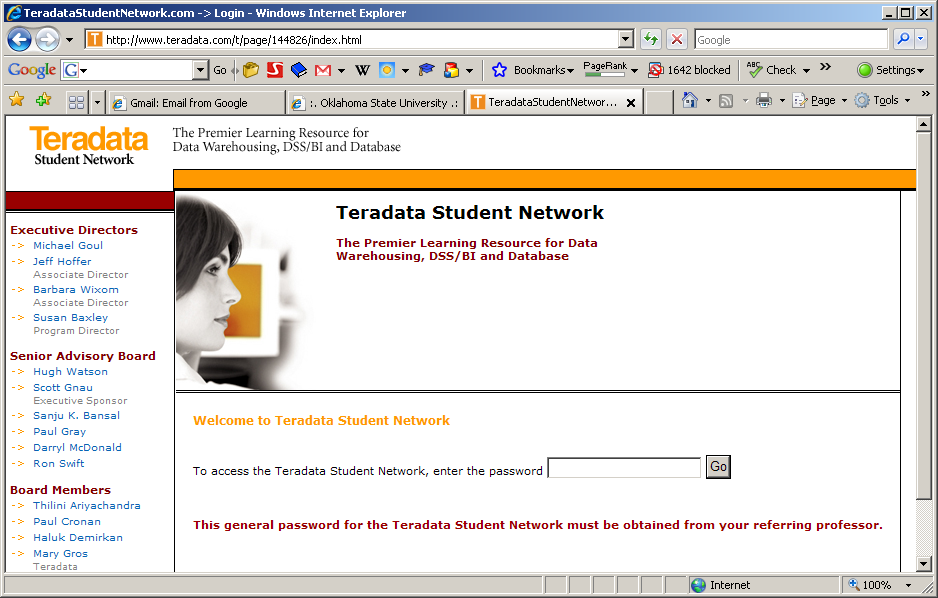 TeradataStudentNetwork.com -> Login - Windows Internet Explorer
http://www.teradata.com/t/page/144826/index.html
Google
Google
G
Go
W
Bookmarks
PageRank
1642 blocked
ABC
Check
»
Settings
Gmail: Email from Google
:. Oklahoma State University .:
TeradataStudentNetwor...
Page
Tools
»
Teradata
Student Network
The Premier Learning Resource for
Data Warehousing, DSS/BI and Database
Executive Directors
-> Michael Goul
-> Jeff Hoffer
Associate Director
-> Barbara Wixom
Associate Director
-> Susan Baxley
Program Director
Senior Advisory Board
-> Hugh Watson
-> Scott Gnau
Executive Sponsor
-> Sanju K. Bansal
-> Paul Gray
-> Darryl McDonald
-> Ron Swift
Board Members
-> Thilini Ariyachandra
-> Paul Cronan
-> Haluk Demirkan
-> Mary Gros
Teradata
Teradata Student Network
The Premier Learning Resource for Data
Warehousing, DSS/BI and Database
Welcome to Teradata Student Network
To access the Teradata Student Network, enter the password
Go
This general password for the Teradata Student Network must be obtained from your referring professor.
Internet
100%